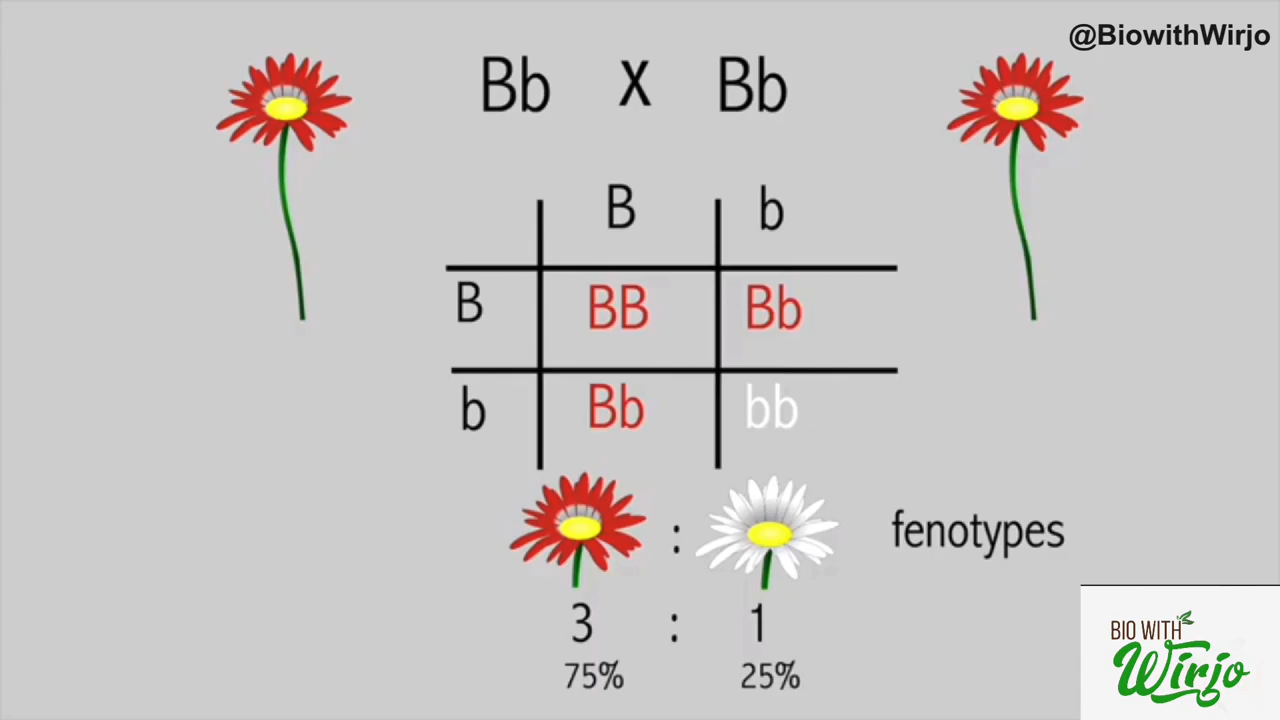 @BiowithWirjo
Bb X Bb
B b
B BB Bb
b Bb bb
: fenotypes
3 : 1
75% 25%
BIO WITH
Wirjo